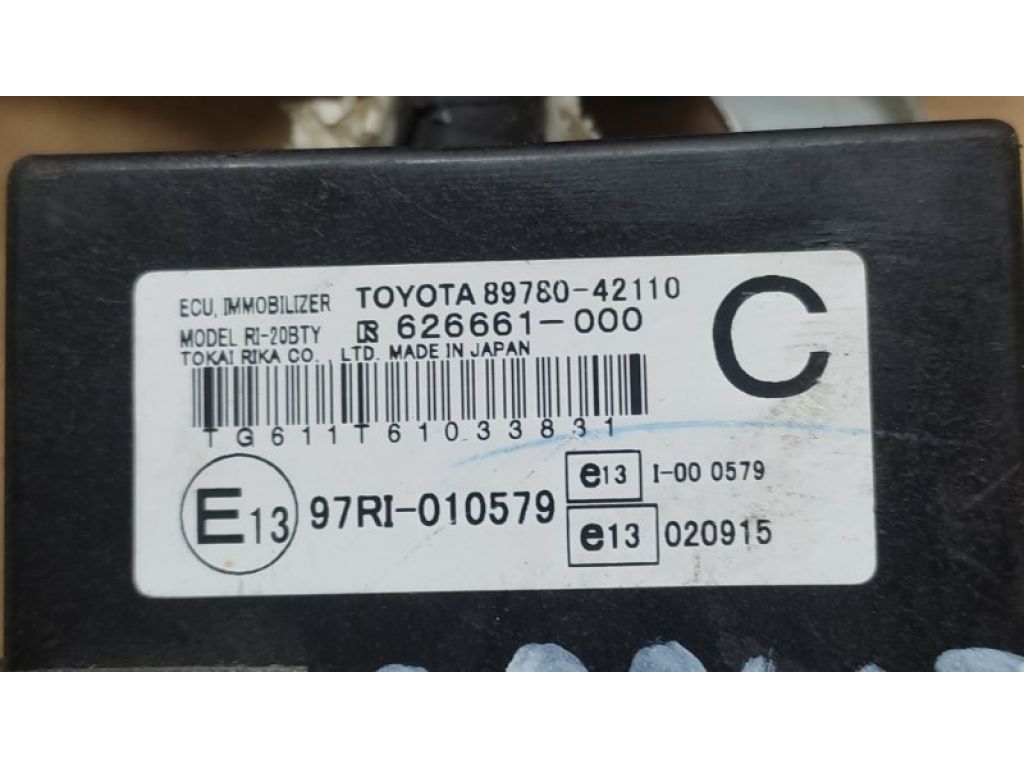 ECU, IMMOBILIZER TOYOTA 89780-42110
MODEL RI-20BTY 626661-000
TOKAI RIKA CO., LTD. MADE IN JAPAN
C
TG611T61033831
E13 97RI-010579
e13 I-00 0579
e13 020915